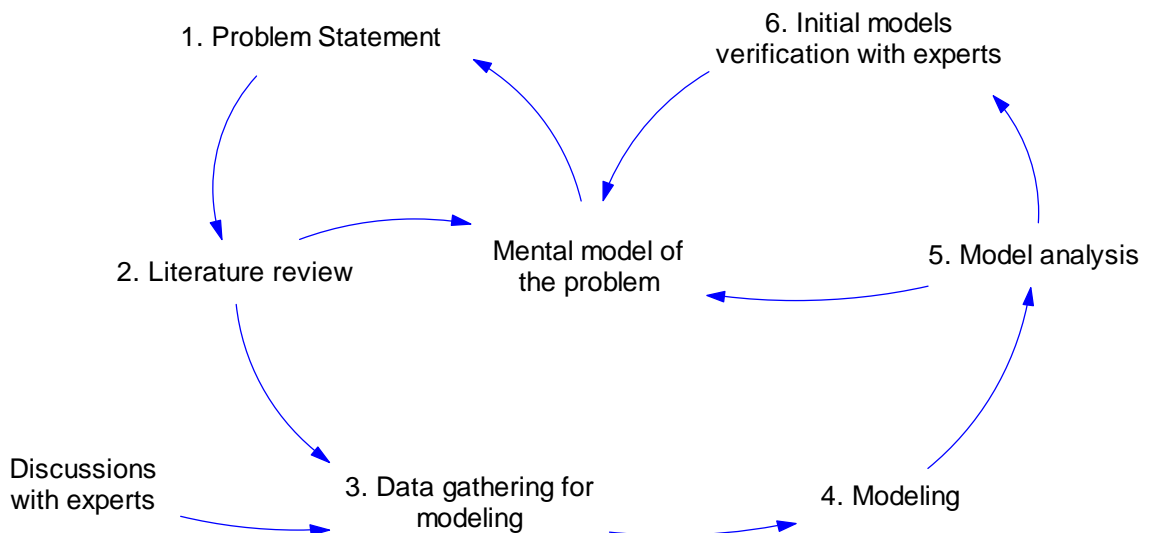 1. Problem Statement
6. Initial models
verification with experts
2. Literature review
Mental model of
the problem
5. Model analysis
Discussions
with experts
3. Data gathering for
modeling
4. Modeling